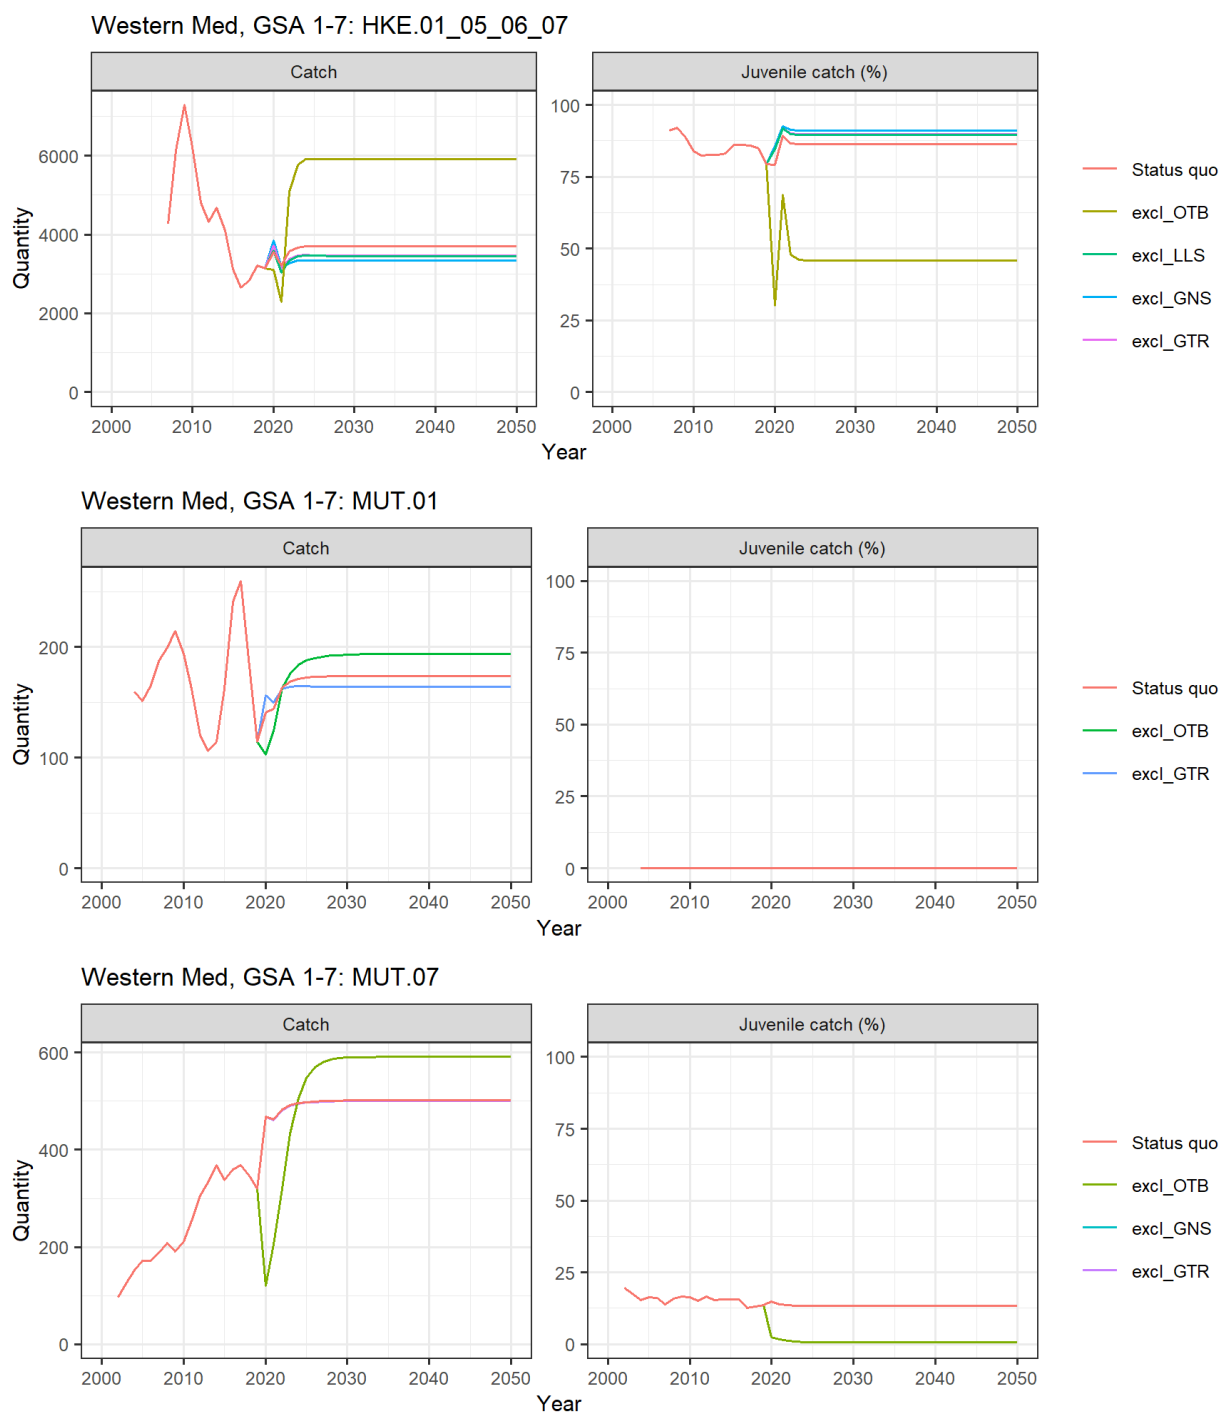 Western Med, GSA 1-7: HKE.01_05_06_07
Catch
Juvenile catch (%)
Quantity
6000
4000
2000
0
100
75
50
25
0
2000 2010 2020 2030 2040 2050
2000 2010 2020 2030 2040 2050
Year
Status quo
excl_OTB
excl_LLS
excl_GNS
excl_GTR
Western Med, GSA 1-7: MUT.01
Catch
Juvenile catch (%)
Quantity
200
100
0
100
75
50
25
0
2000 2010 2020 2030 2040 2050
2000 2010 2020 2030 2040 2050
Year
Status quo
excl_OTB
excl_GTR
Western Med, GSA 1-7: MUT.07
Catch
Juvenile catch (%)
Quantity
600
400
200
0
100
75
50
25
0
2000 2010 2020 2030 2040 2050
2000 2010 2020 2030 2040 2050
Year
Status quo
excl_OTB
excl_GNS
excl_GTR